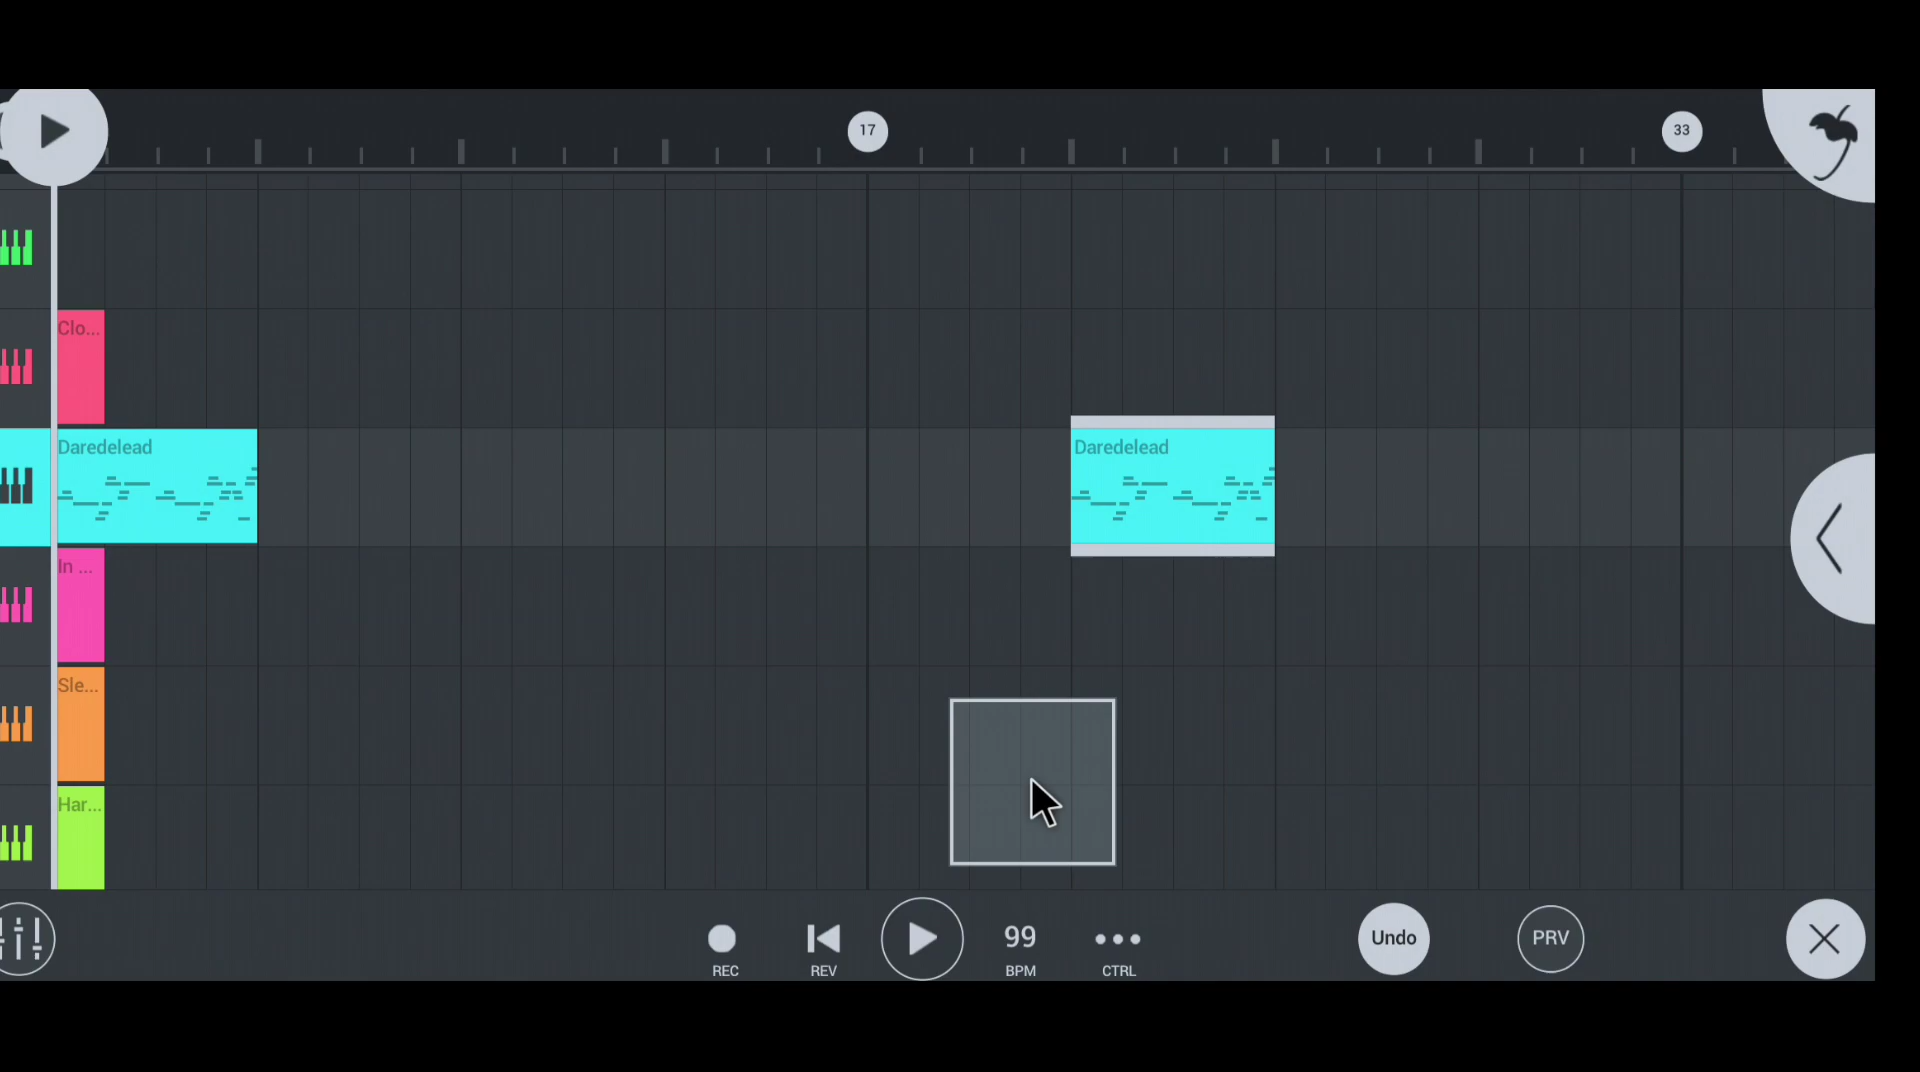 17
33
Clo...
Daredelead
Daredelead
In ...
Sle...
Har...
99
Undo
PRV
REC
REV
BPM
CTRL